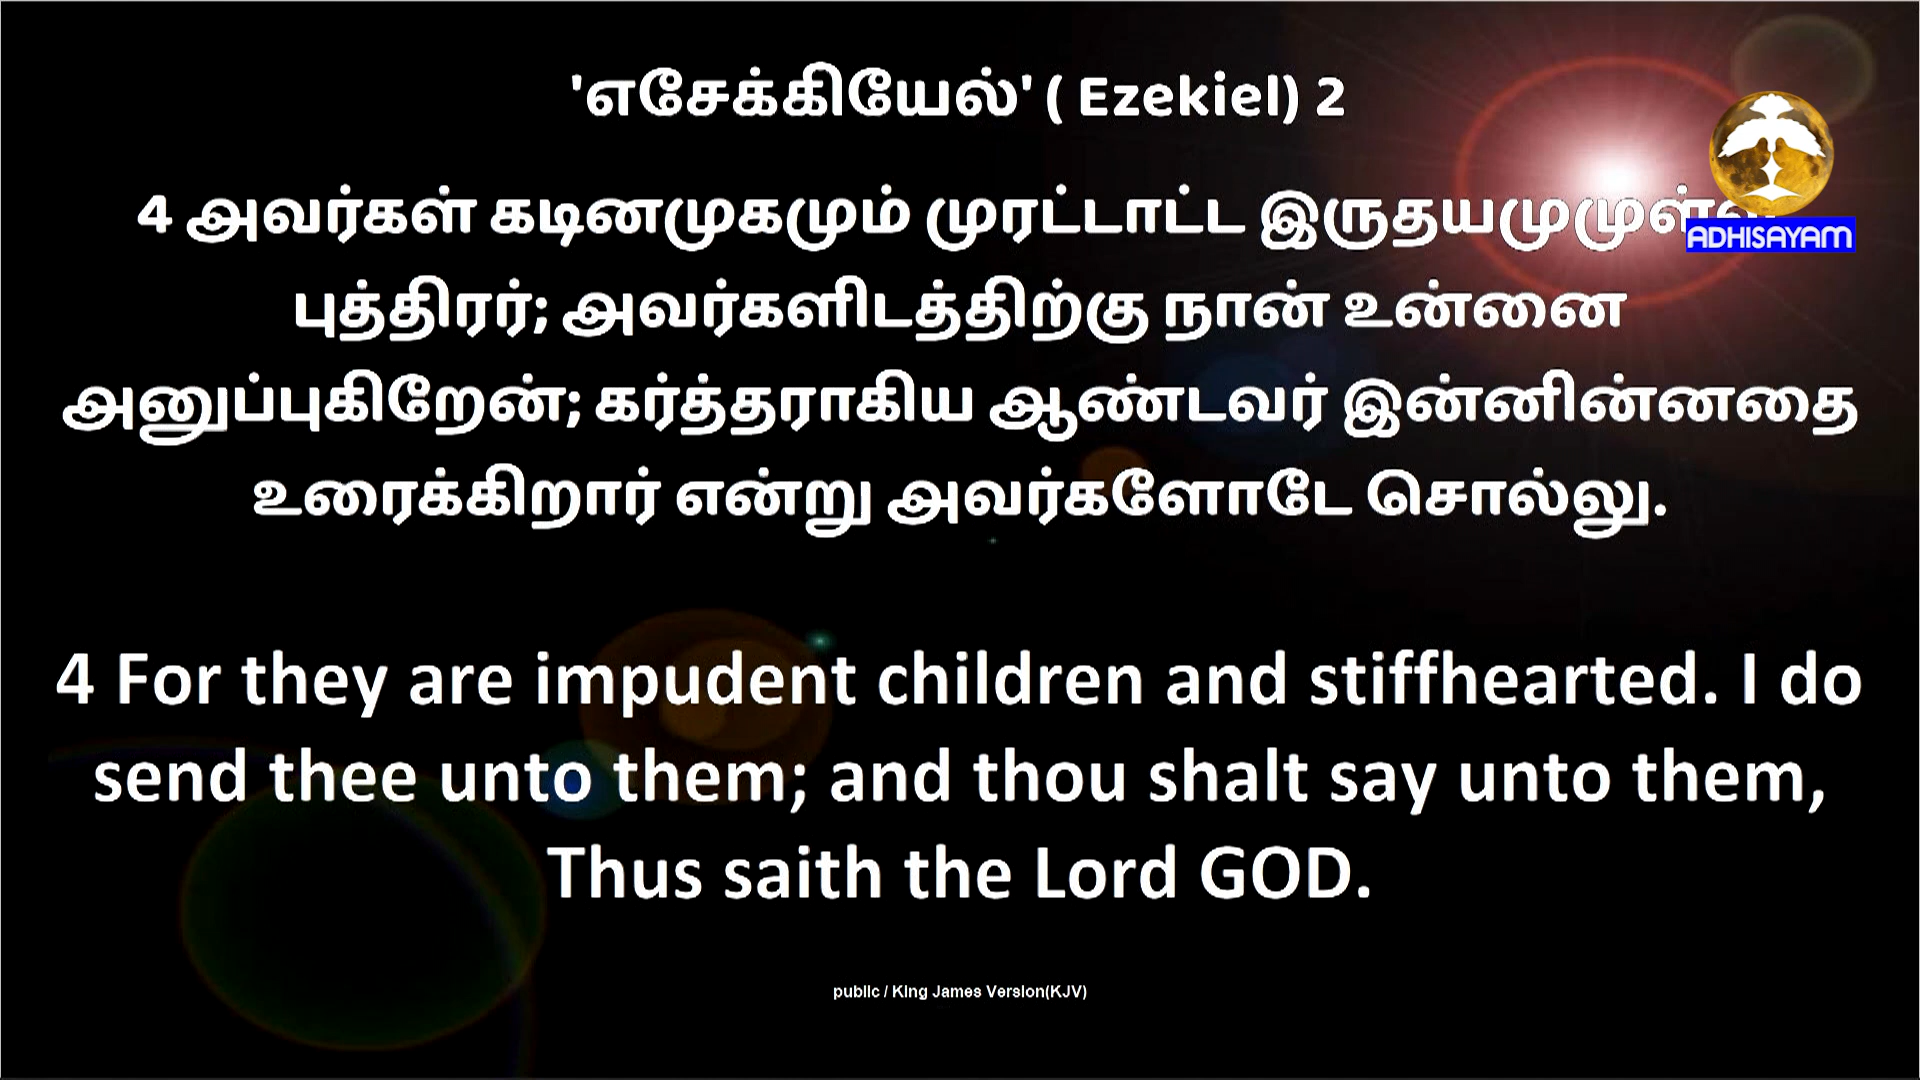 'எசேக்கியேல்' ( Ezekiel) 2
ADHISAYAM
4 அவர்கள் கடினமுகமும் முரட்டாட்ட
புத்திரர்; அவர்களிடத்திற்கு நான் உன்னை
அனுப்புகிறேன்; கர்த்தராகிய ஆண்டவர் இன்னின்னதை
உரைக்கிறார் என்று அவர்களோடே சொல்லு.
4 For they are impudent children and stiffhearted. I do
send thee unto them; and thou shalt say unto them,
Thus saith the Lord GOD.
public / King James Version(KJV)